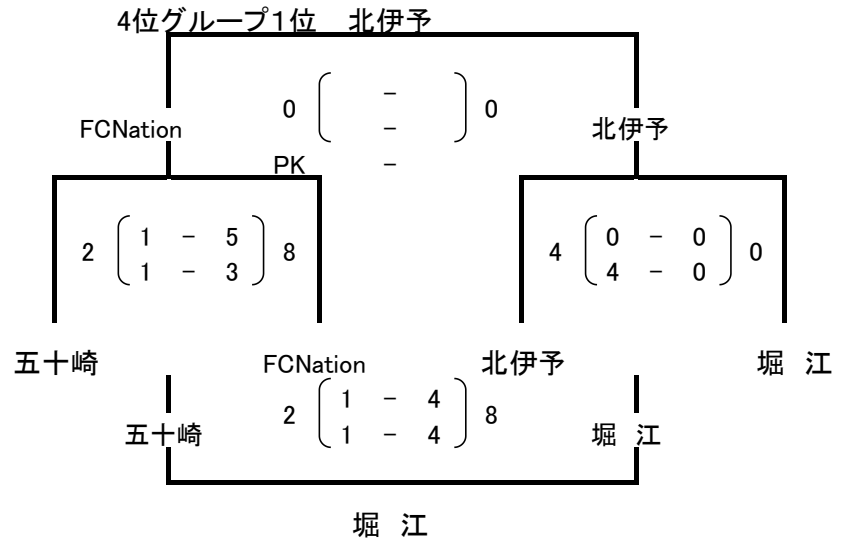 4位グループ1位　北伊予
0 ( － ) 0
－
FCNation 北伊予
PK －
2 ( 1 － 5 ) 8 4 ( 0 － 0 ) 0
1 － 3 4 － 0
五十崎 FCNation 北伊予 堀　江
2 ( 1 － 4 ) 8
1 － 4
五十崎 堀　江
堀　江